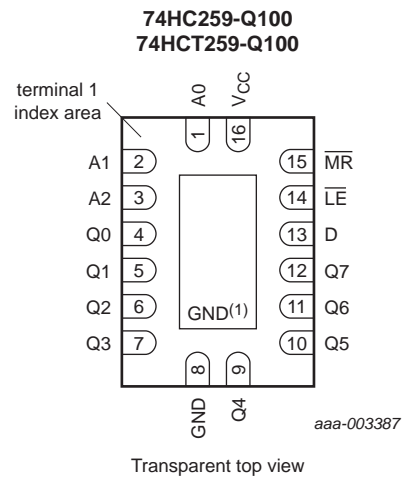 74HC259-Q100
74HCT259-Q100
terminal 1
index area
A0
VCC
1
16
A1 2
15 M̅R̅
A2 3
14 L̅E̅
Q0 4
13 D
Q1 5
12 Q7
Q2 6
11 Q6
GND(1)
Q3 7
10 Q5
8
9
GND
Q4
aaa-003387
Transparent top view